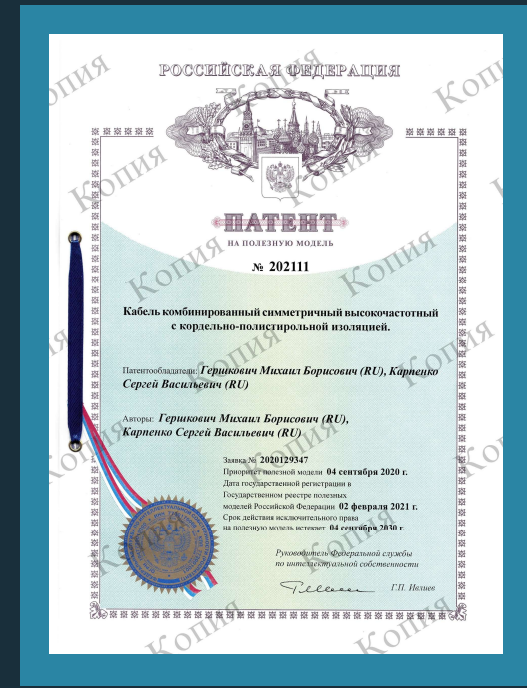 РОССИЙСКАЯ ФЕДЕРАЦИЯ
ПАТЕНТ
НА ПОЛЕЗНУЮ МОДЕЛЬ
№ 202111
Кабель комбинированный симметричный высокочастотный
с кордельно-полистирольной изоляцией.
Патентообладатели: Гершкович Михаил Борисович (RU), Карпенко
Сергей Васильевич (RU)
Авторы: Гершкович Михаил Борисович (RU),
Карпенко Сергей Васильевич (RU)
Заявка № 2020129347
Приоритет полезной модели 04 сентября 2020 г.
Дата государственной регистрации в
Государственном реестре полезных
моделей Российской Федерации 02 февраля 2021 г.
Срок действия исключительного права
на полезную модель истекает 04 сентября 2030 г.
Руководитель Федеральной службы
по интеллектуальной собственности
Г.П. Ивлиев
Копия
Копия
Копия
Копия
Копия
Копия
Копия
Копия
Копия
Копия